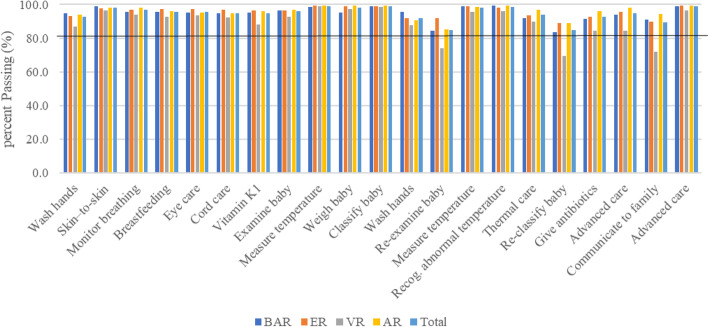 percent Passing (%)
100.0
80.0
60.0
40.0
20.0
0.0
Wash hands
Skin-to-skin
Monitor breathing
Breastfeeding
Eye care
Cord care
Vitamin K1
Examine baby
Measure temperature
Weigh baby
Classify baby
Wash hands
Re-examine baby
Measure temperature
Recog. abnormal temperature
Thermal care
Re-classify baby
Give antibiotics
Advanced care
Communicate to family
Advanced care
BAR ER VR AR Total